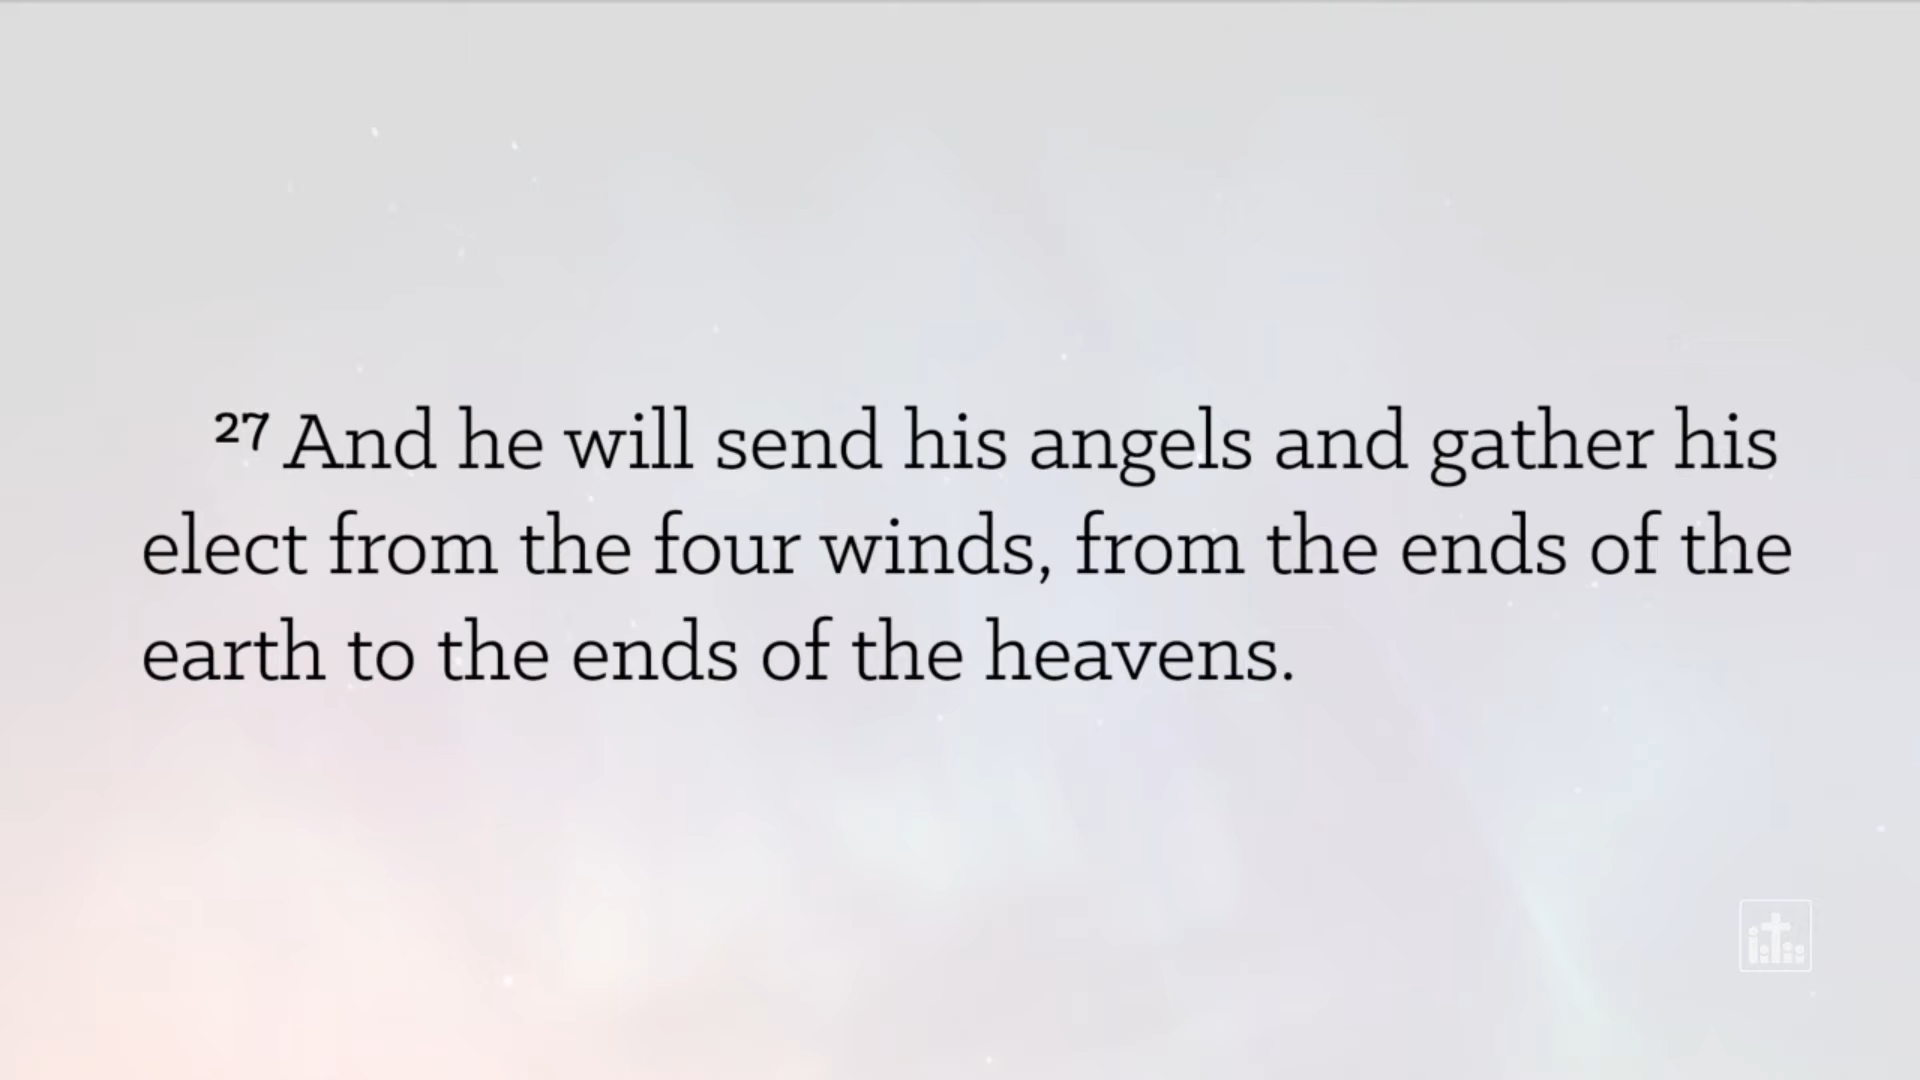 27 And he will send his angels and gather his
elect from the four winds, from the ends of the
earth to the ends of the heavens.